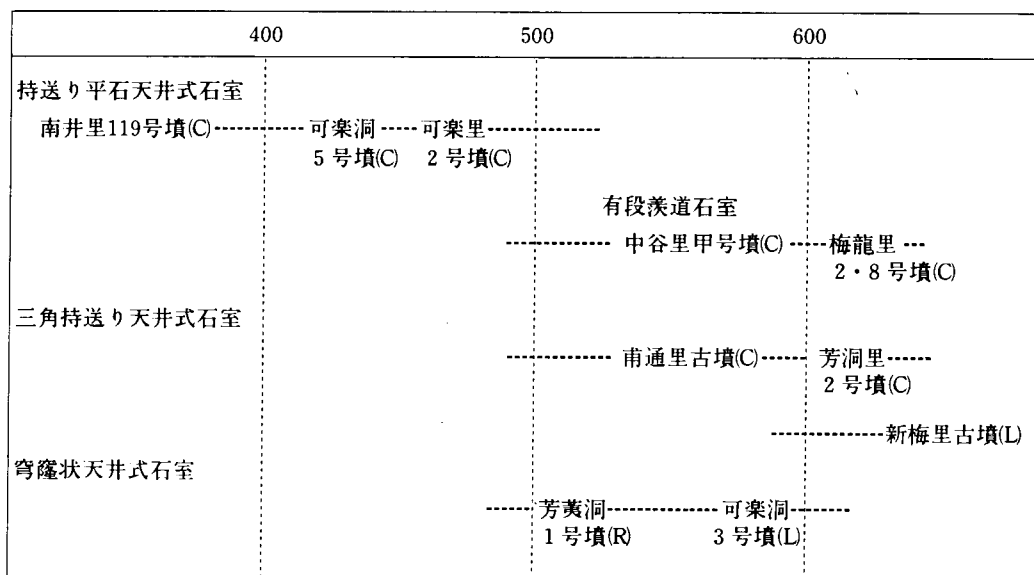 400 500 600
持送り平石天井式石室
南井里119号墳(C) 可楽洞 可楽里
5号墳(C) 2号墳(C)
有段羨道石室
中谷里甲号墳(C) 梅龍里
2・8号墳(C)
三角持送り天井式石室
甫通里古墳(C) 芳洞里
2号墳(C)
新梅里古墳(L)
穹窿状天井式石室
芳荑洞 可楽洞
1号墳(R) 3号墳(L)